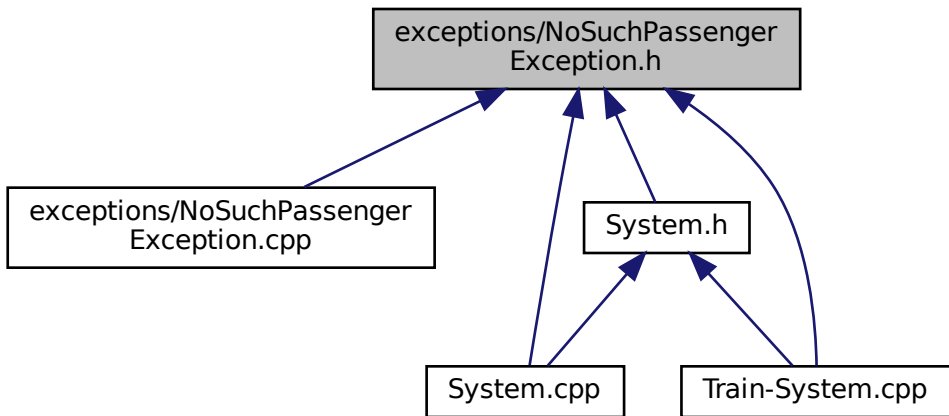 exceptions/NoSuchPassenger
Exception.h
exceptions/NoSuchPassenger
Exception.cpp
System.h
System.cpp
Train-System.cpp